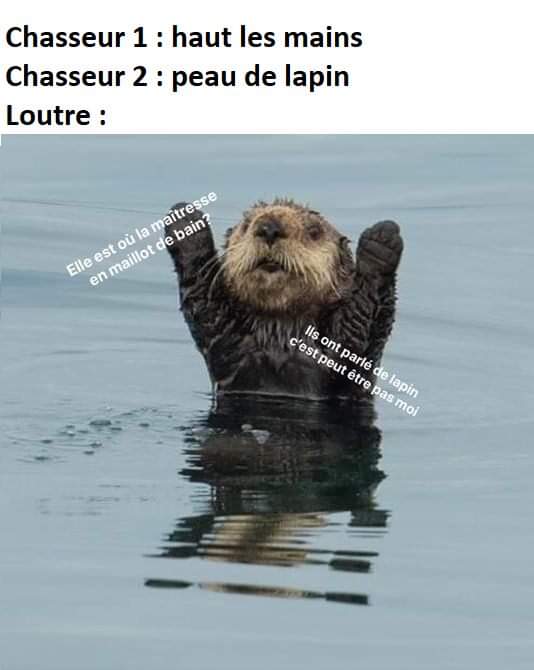 Chasseur 1 : haut les mains
Chasseur 2 : peau de lapin
Loutre :
Elle est où la maîtresse
en maillot de bain?
Ils ont parlé de lapin
c'est peut être pas moi